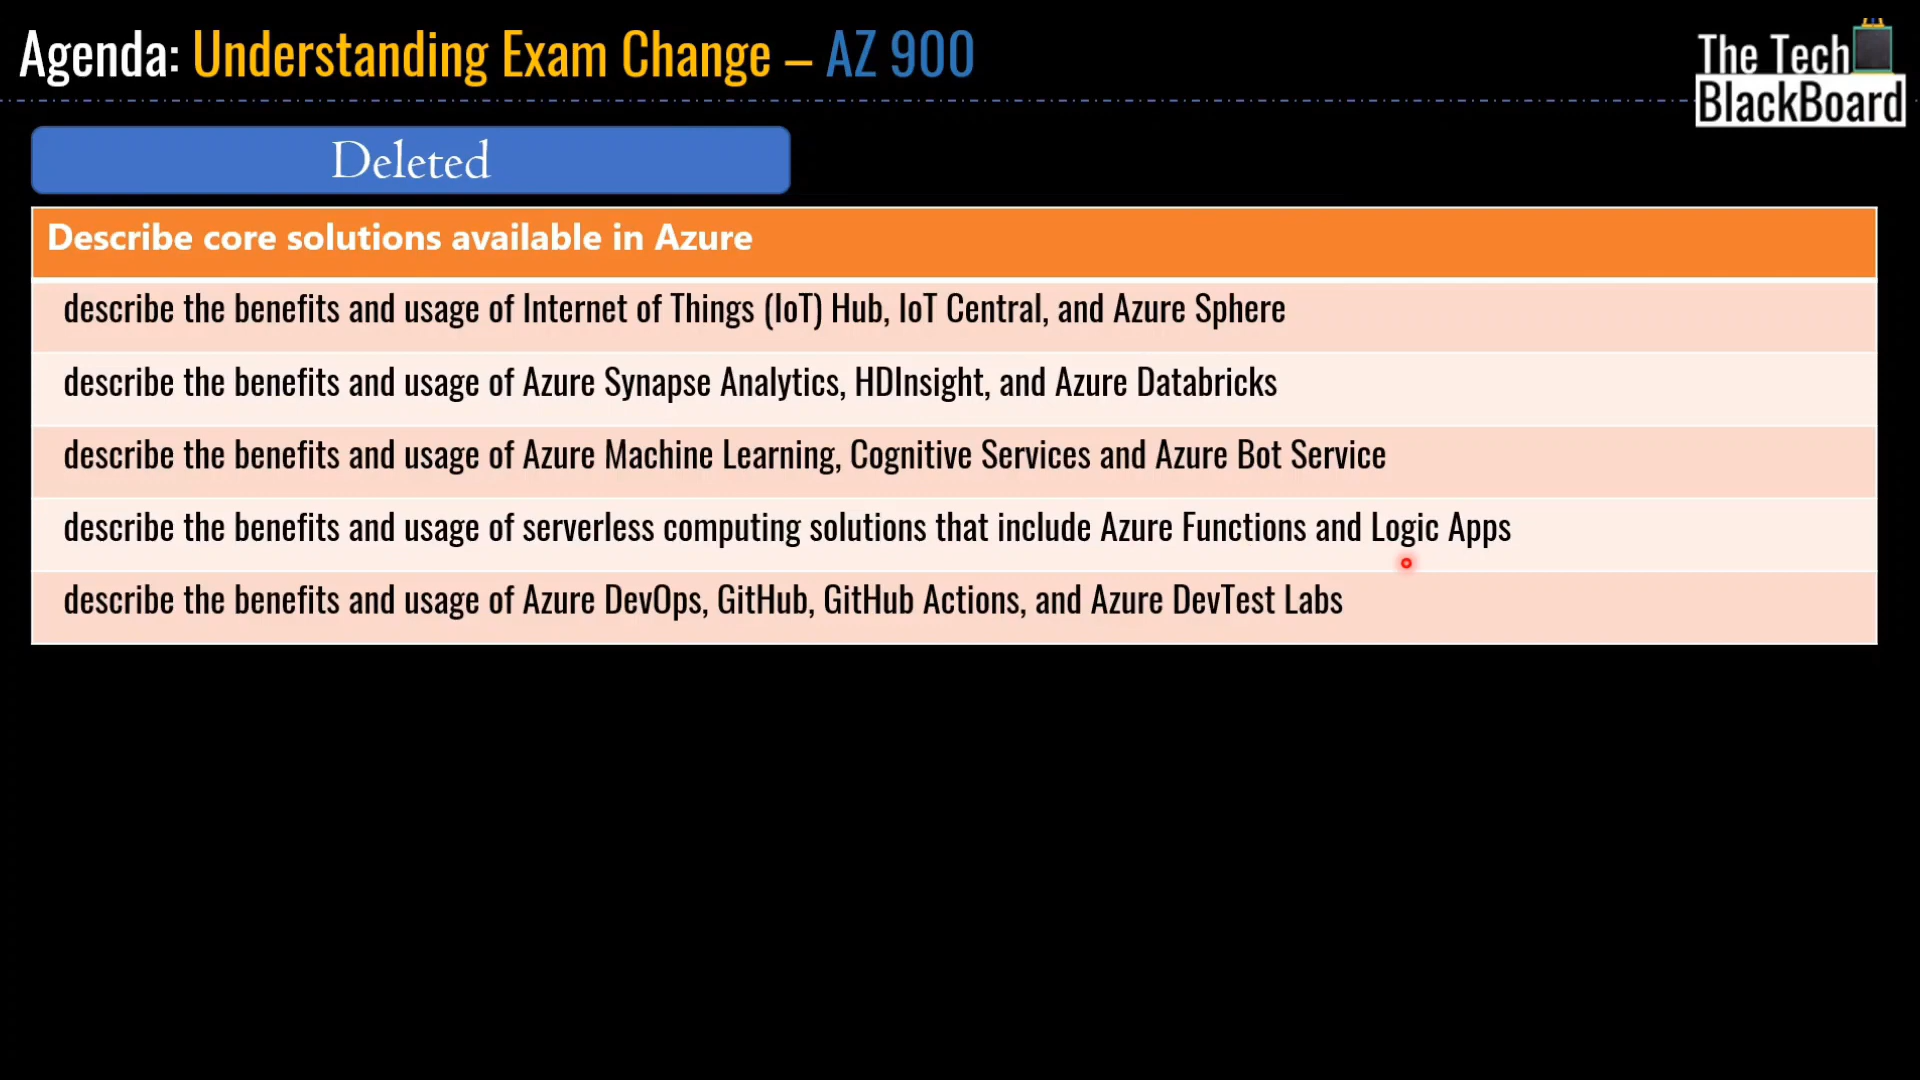 Agenda: Understanding Exam Change – AZ 900
The Tech
BlackBoard
Deleted
Describe core solutions available in Azure
describe the benefits and usage of Internet of Things (IoT) Hub, IoT Central, and Azure Sphere
describe the benefits and usage of Azure Synapse Analytics, HDInsight, and Azure Databricks
describe the benefits and usage of Azure Machine Learning, Cognitive Services and Azure Bot Service
describe the benefits and usage of serverless computing solutions that include Azure Functions and Logic Apps
describe the benefits and usage of Azure DevOps, GitHub, GitHub Actions, and Azure DevTest Labs